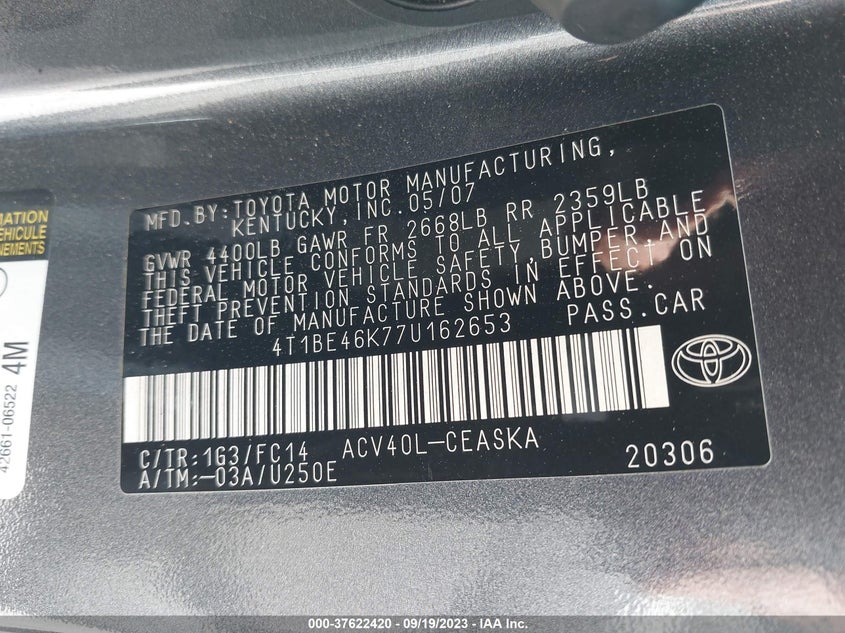 MFD.BY:TOYOTA MOTOR MANUFACTURING,
KENTUCKY,INC.05/07
GVWR 4400LB GAWR FR 2668LB RR 2359LB
THIS VEHICLE CONFORMS TO ALL APPLICABLE
FEDERAL MOTOR VEHICLE SAFETY,BUMPER,AND
THEFT PREVENTION STANDARDS IN EFFECT ON
THE DATE OF MANUFACTURE SHOWN ABOVE.
4T1BE46K77U162653 PASS.CAR
C/TR:1G3/FC14 ACV40L-CEASKA
A/TM:-03A/U250E 20306
MATION
EHICULE
NEMENTS
42661-06522 4M
000-37622420 - 09/19/2023 - IAA Inc.